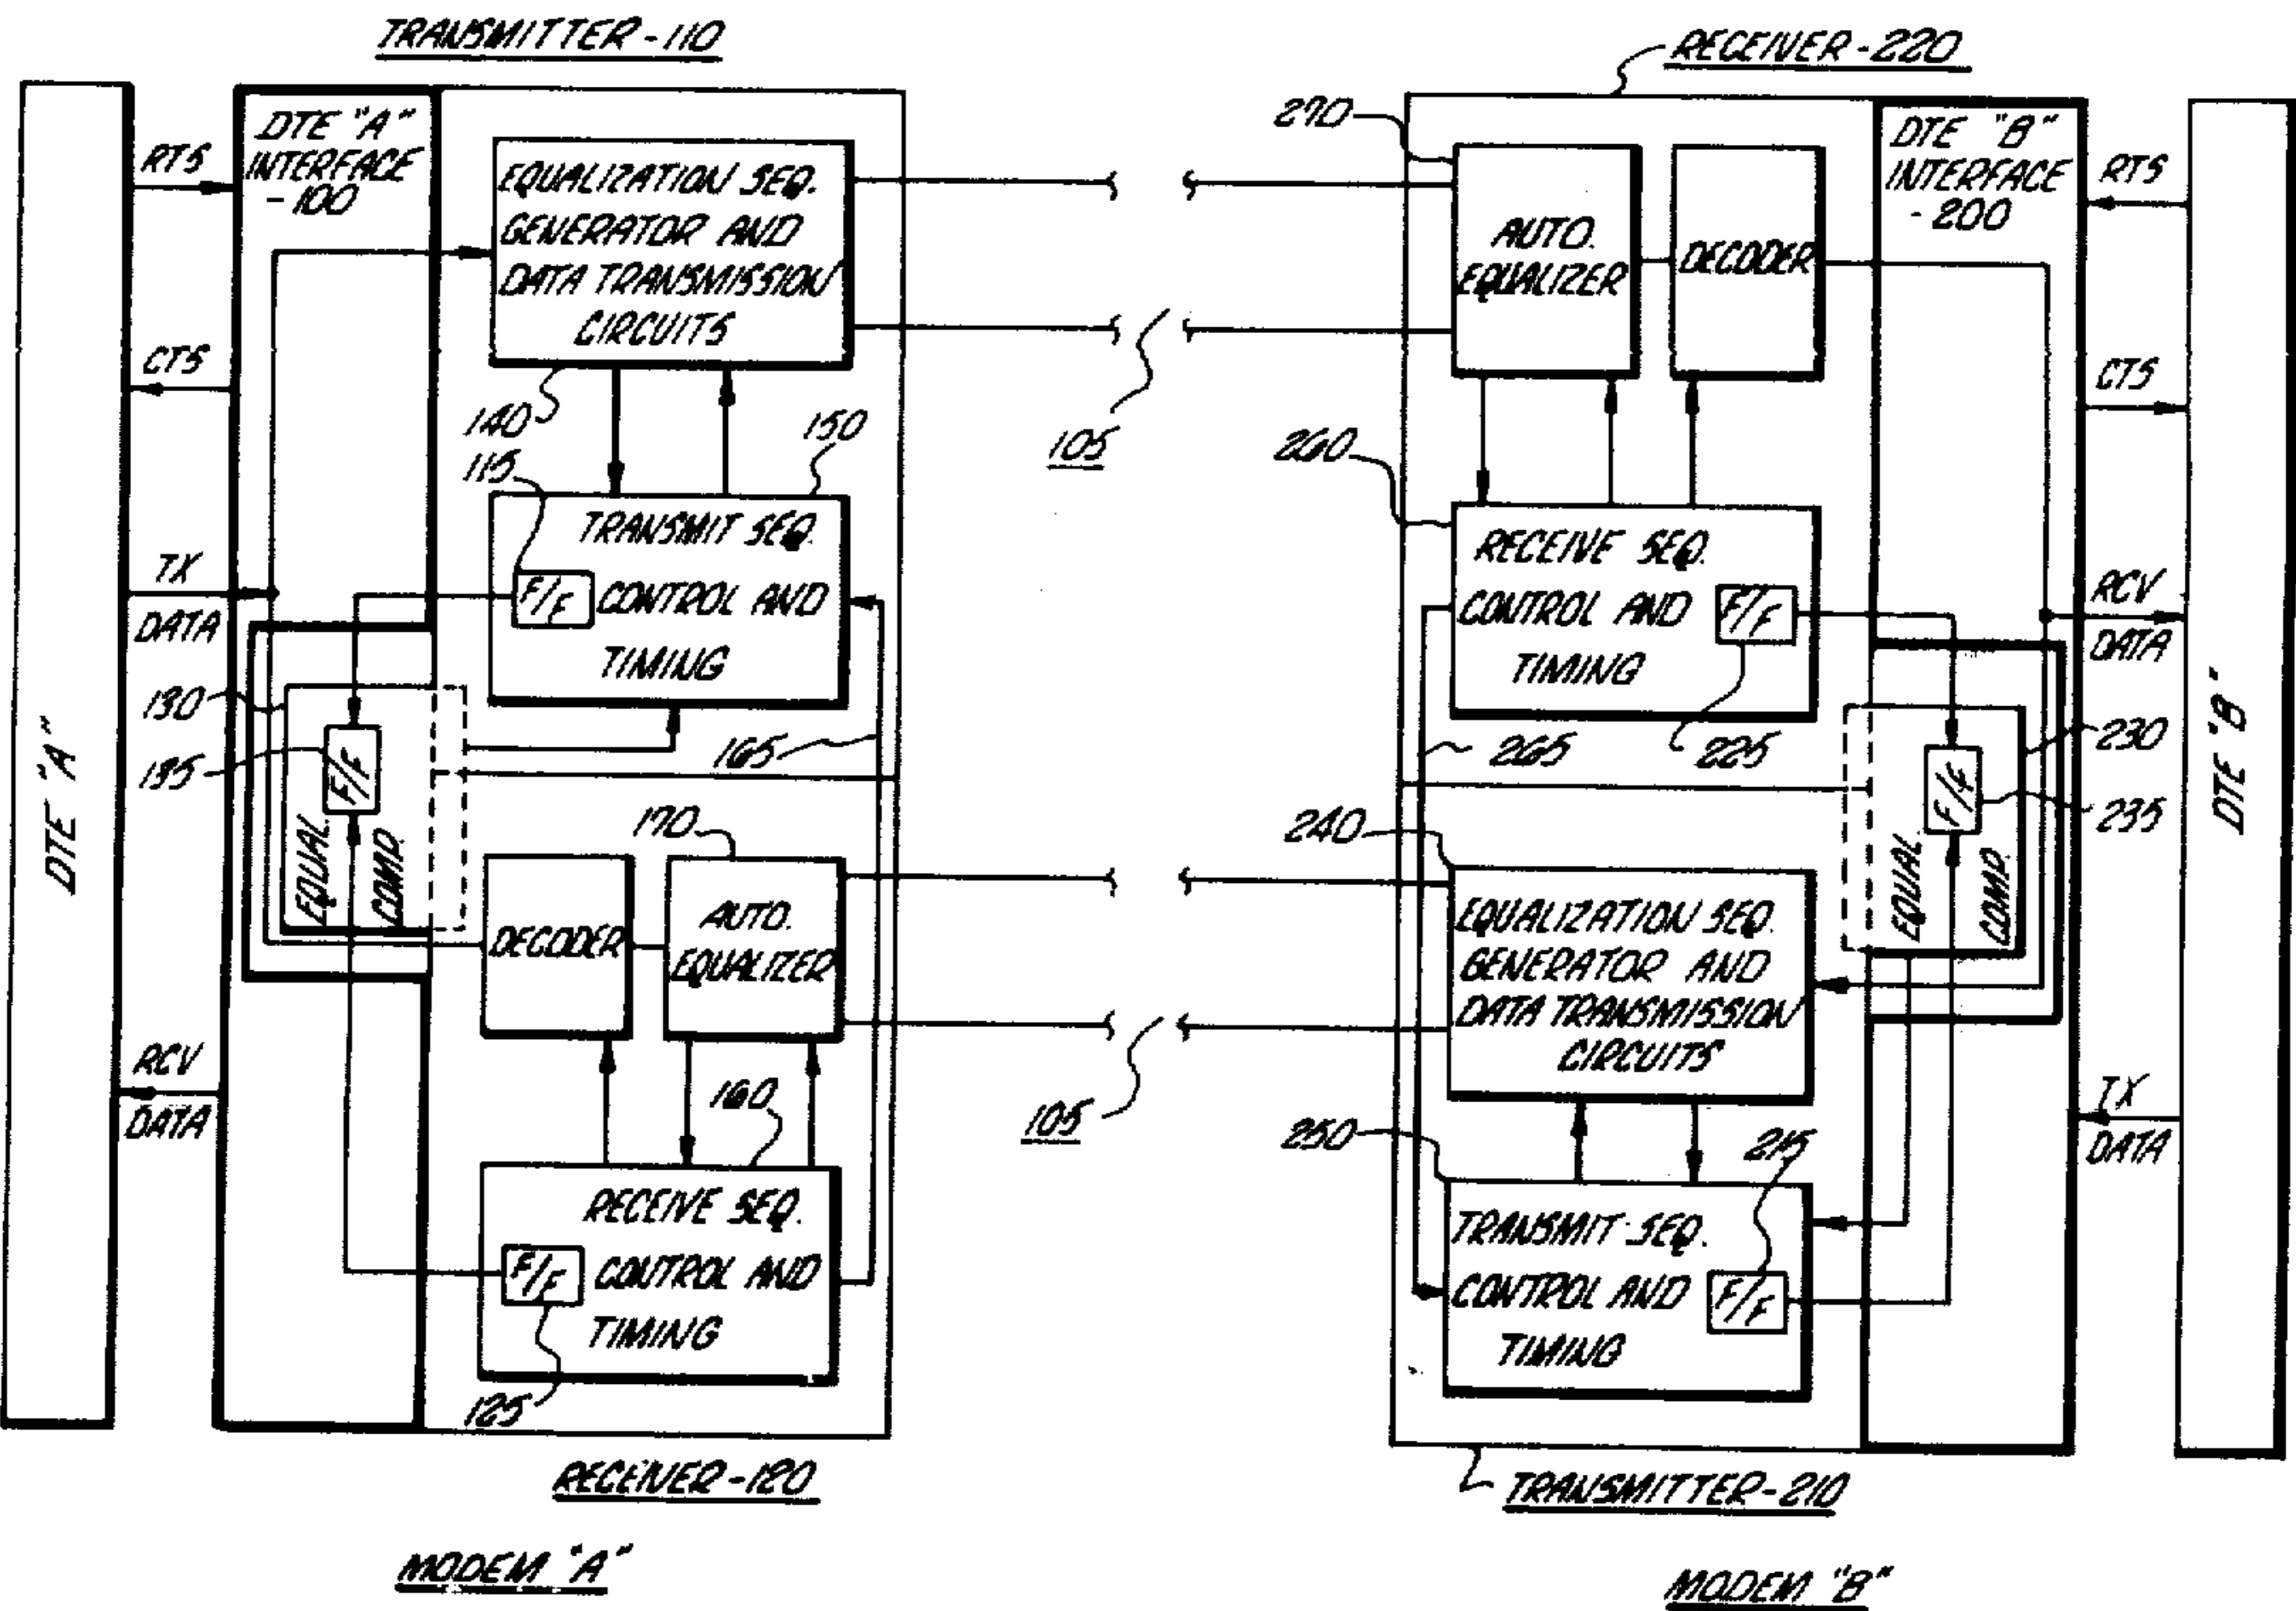 TRANSMITTER-110
RECEIVER-220
DTE "A"
RTS
CTS
TX
DATA
RCV
DATA
DTE "A"
INTERFACE
-100
EQUALIZATION SEQ.
GENERATOR AND
DATA TRANSMISSION
CIRCUITS
140
150
115
TRANSMIT SEQ.
F/F
CONTROL AND
TIMING
130
135
F/F
EQUAL.
COMP.
165
170
DECODER
AUTO.
EQUALIZER
160
RECEIVE SEQ.
F/F
CONTROL AND
TIMING
125
RECEIVER-120
MODEM "A"
105
105
270
AUTO.
EQUALIZER
DECODER
260
RECEIVE SEQ.
CONTROL AND
F/F
TIMING
265
225
240
EQUALIZATION SEQ.
GENERATOR AND
DATA TRANSMISSION
CIRCUITS
250
215
TRANSMIT SEQ.
CONTROL AND
F/F
TIMING
DTE "B"
INTERFACE
-200
F/F
EQUAL
COMP.
230
235
RTS
CTS
RCV
DATA
TX
DATA
DTE "B"
TRANSMITTER-210
MODEM "B"